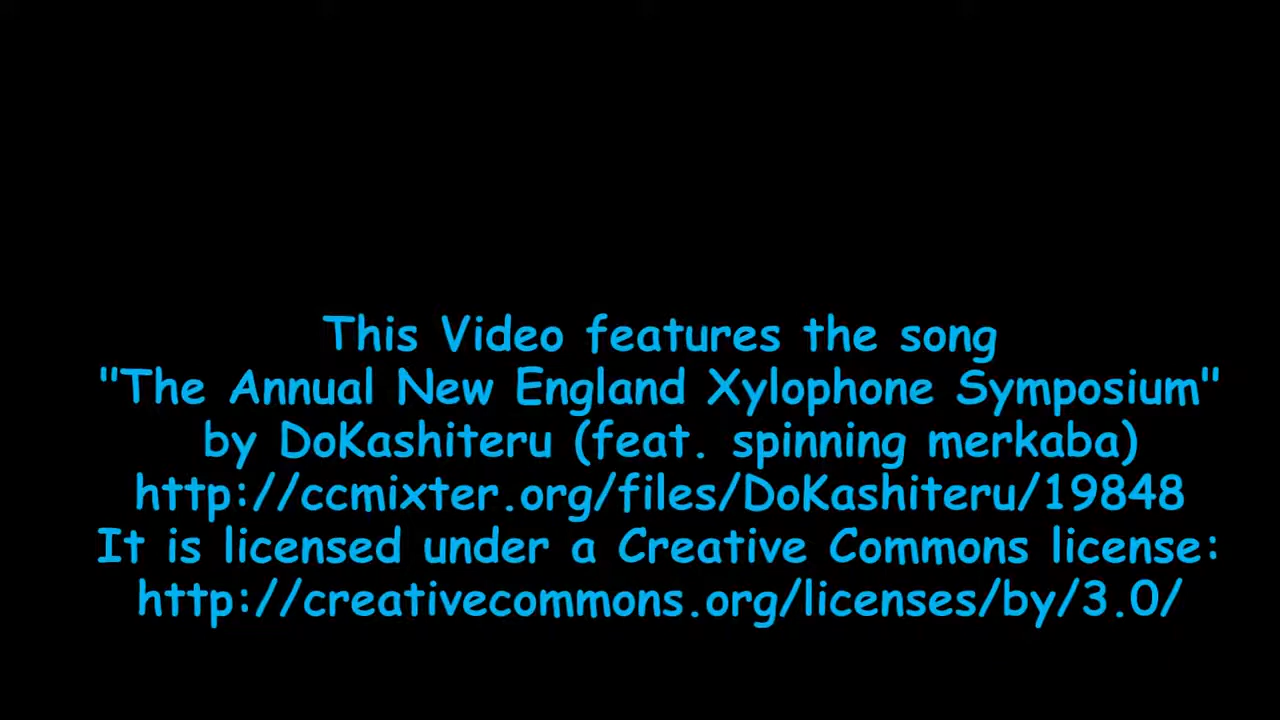 This Video features the song
"The Annual New England Xylophone Symposium"
by DoKashiteru (feat. spinning merkaba)
http://ccmixter.org/files/DoKashiteru/19848
It is licensed under a Creative Commons license:
http://creativecommons.org/licenses/by/3.0/